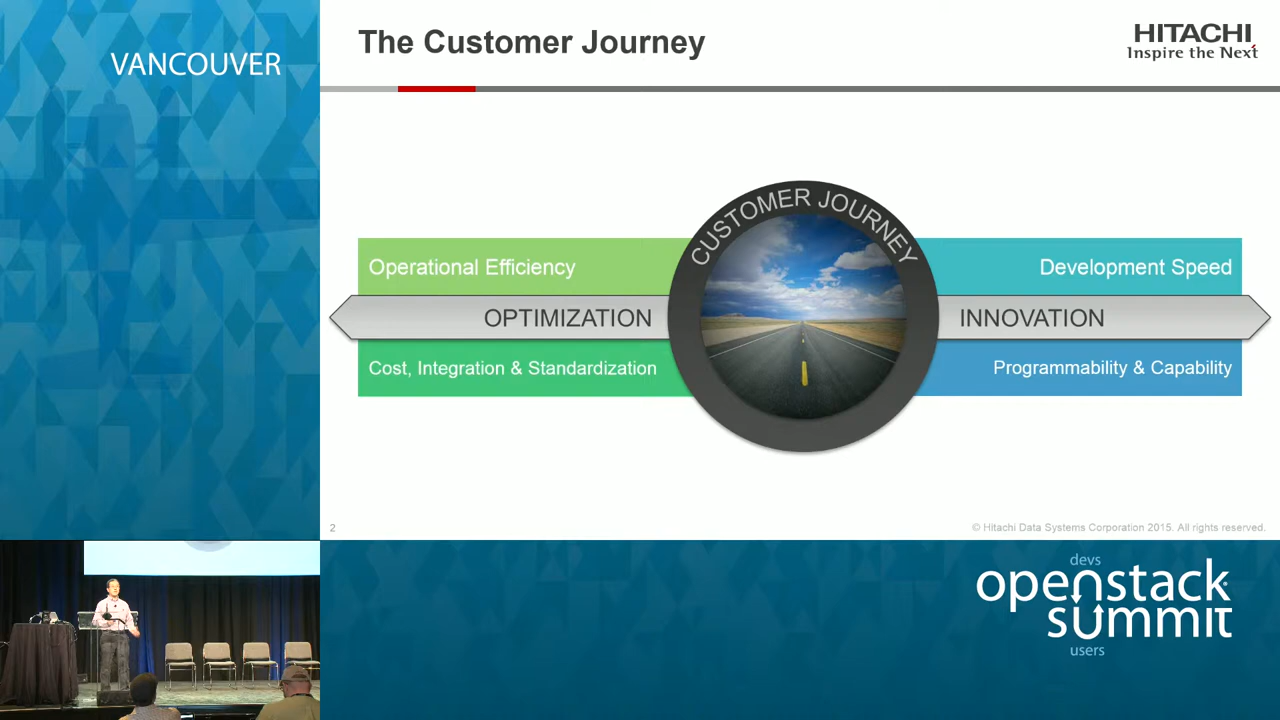 VANCOUVER
The Customer Journey
HITACHI
Inspire the Next
CUSTOMER JOURNEY
Operational Efficiency
Development Speed
OPTIMIZATION
INNOVATION
Cost, Integration & Standardization
Programmability & Capability
2
© Hitachi Data Systems Corporation 2015. All rights reserved.
devs
openstack
summit
users